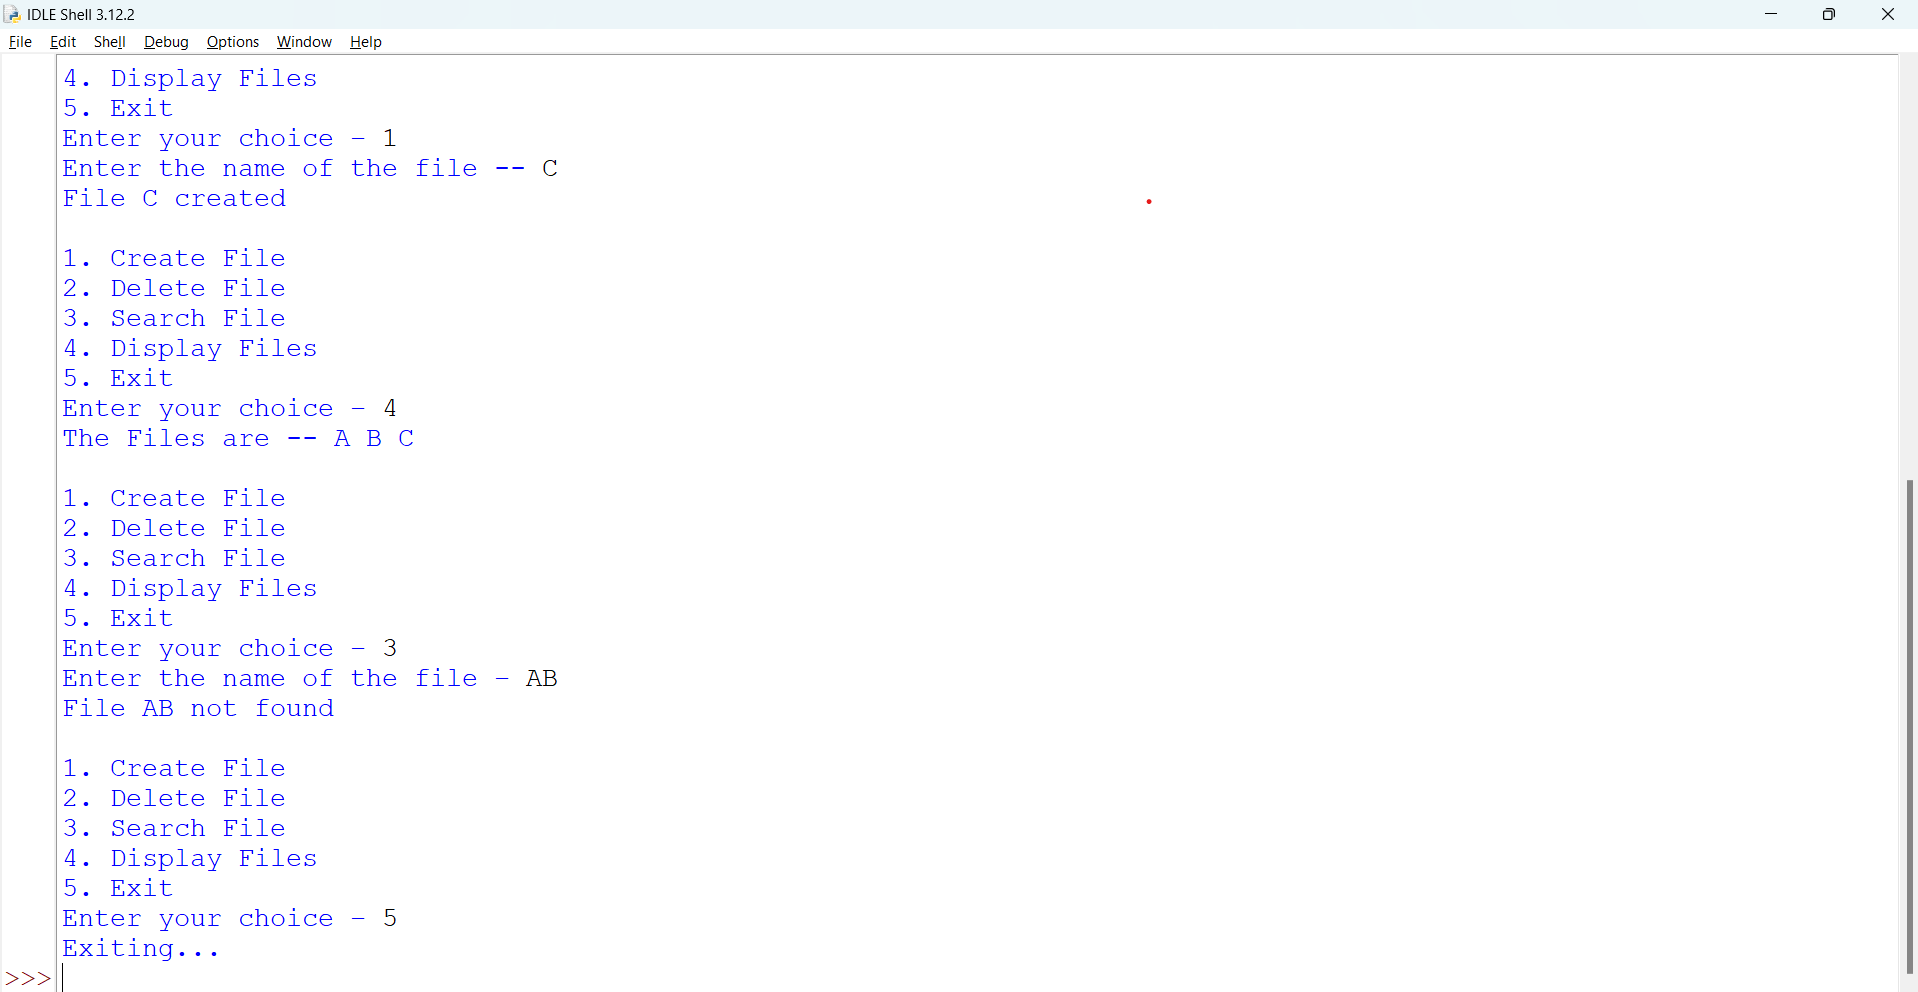 IDLE Shell 3.12.2
File Edit Shell Debug Options Window Help
4. Display Files
5. Exit
Enter your choice - 1
Enter the name of the file -- C
File C created
1. Create File
2. Delete File
3. Search File
4. Display Files
5. Exit
Enter your choice - 4
The Files are -- A B C
1. Create File
2. Delete File
3. Search File
4. Display Files
5. Exit
Enter your choice - 3
Enter the name of the file - AB
File AB not found
1. Create File
2. Delete File
3. Search File
4. Display Files
5. Exit
Enter your choice - 5
Exiting...
>>>